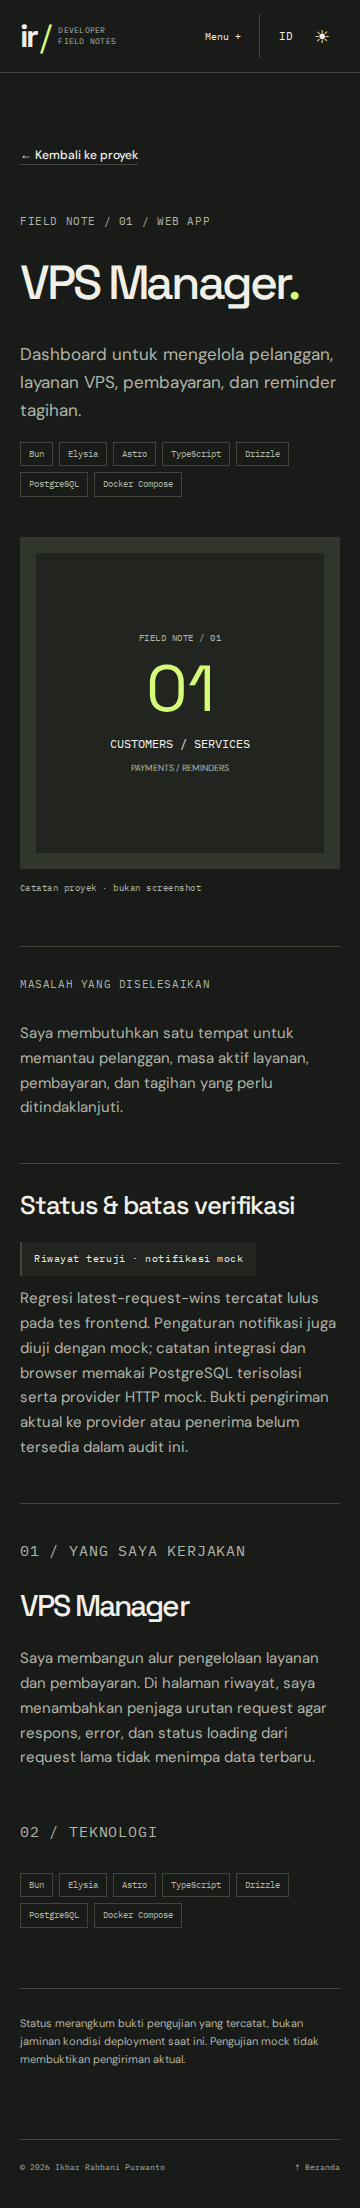 ir/ DEVELOPER
FIELD NOTES
Menu +
ID
← Kembali ke proyek
FIELD NOTE / 01 / WEB APP
VPS Manager.
Dashboard untuk mengelola pelanggan,
layanan VPS, pembayaran, dan reminder
tagihan.
Bun Elysia Astro TypeScript Drizzle
PostgreSQL Docker Compose
FIELD NOTE / 01
01
CUSTOMERS / SERVICES
PAYMENTS / REMINDERS
Catatan proyek · bukan screenshot
MASALAH YANG DISELESAIKAN
Saya membutuhkan satu tempat untuk
memantau pelanggan, masa aktif layanan,
pembayaran, dan tagihan yang perlu
ditindaklanjuti.
Status & batas verifikasi
Riwayat teruji · notifikasi mock
Regresi latest-request-wins tercatat lulus
pada tes frontend. Pengaturan notifikasi juga
diuji dengan mock; catatan integrasi dan
browser memakai PostgreSQL terisolasi
serta provider HTTP mock. Bukti pengiriman
aktual ke provider atau penerima belum
tersedia dalam audit ini.
01 / YANG SAYA KERJAKAN
VPS Manager
Saya membangun alur pengelolaan layanan
dan pembayaran. Di halaman riwayat, saya
menambahkan penjaga urutan request agar
respons, error, dan status loading dari
request lama tidak menimpa data terbaru.
02 / TEKNOLOGI
Bun Elysia Astro TypeScript Drizzle
PostgreSQL Docker Compose
Status merangkum bukti pengujian yang tercatat, bukan
jaminan kondisi deployment saat ini. Pengujian mock tidak
membuktikan pengiriman aktual.
© 2026 Ikbar Rabbani Purwanto
↑ Beranda